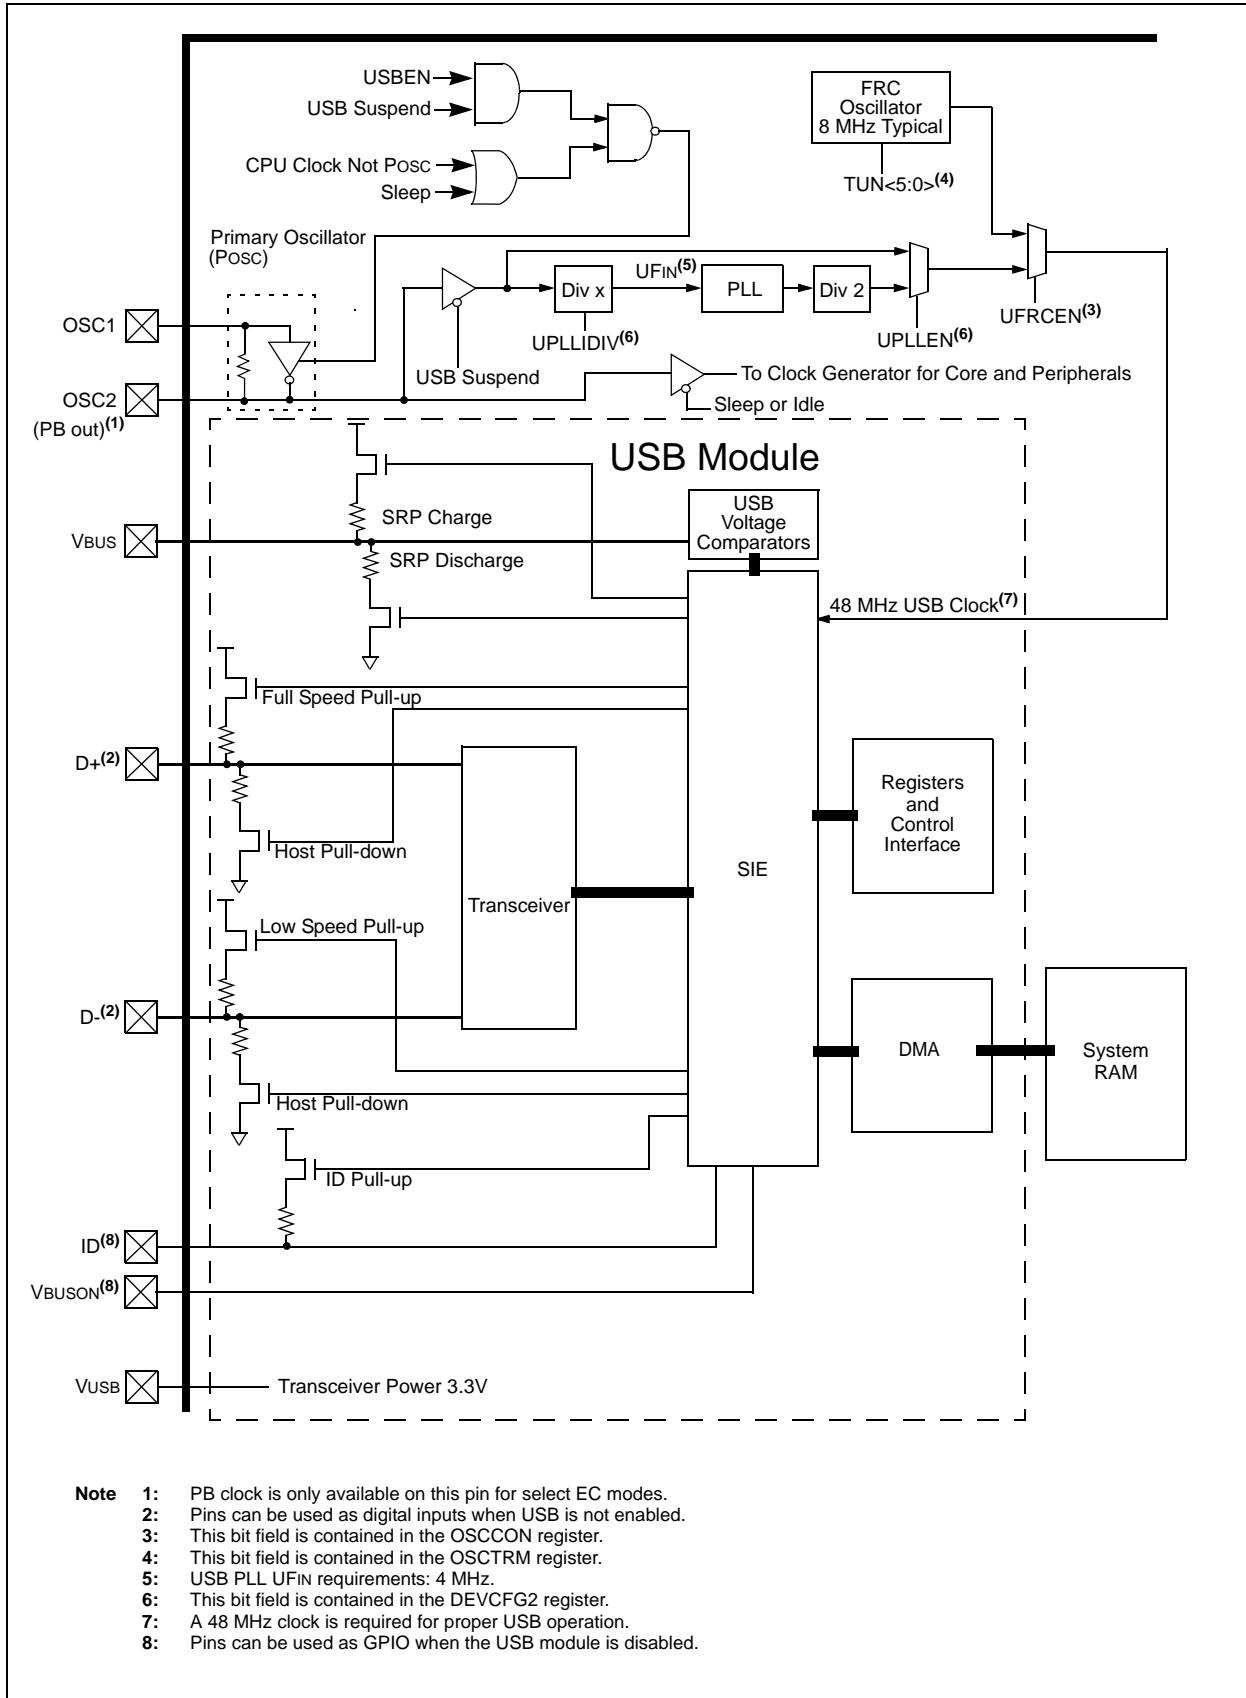 USBEN
USB Suspend
CPU Clock Not POSC
Sleep
FRC
Oscillator
8 MHz Typical
TUN<5:0>(4)
Primary Oscillator
(POSC)
UFIN(5)
Div x
PLL
Div 2
UPLLIDIV(6)
UPLLEN(6)
UFRCEN(3)
USB Suspend
OSC1
OSC2
(PB out)(1)
To Clock Generator for Core and Peripherals
Sleep or Idle
USB Module
USB
Voltage
Comparators
SRP Charge
VBUS
SRP Discharge
48 MHz USB Clock(7)
Full Speed Pull-up
D+(2)
Registers
and
Control
Interface
Host Pull-down
SIE
Transceiver
Low Speed Pull-up
D-(2)
DMA
System
RAM
Host Pull-down
ID Pull-up
ID(8)
VBUSON(8)
VUSB
Transceiver Power 3.3V
Note 1: PB clock is only available on this pin for select EC modes.
2: Pins can be used as digital inputs when USB is not enabled.
3: This bit field is contained in the OSCCON register.
4: This bit field is contained in the OSCTRM register.
5: USB PLL UFIN requirements: 4 MHz.
6: This bit field is contained in the DEVCFG2 register.
7: A 48 MHz clock is required for proper USB operation.
8: Pins can be used as GPIO when the USB module is disabled.